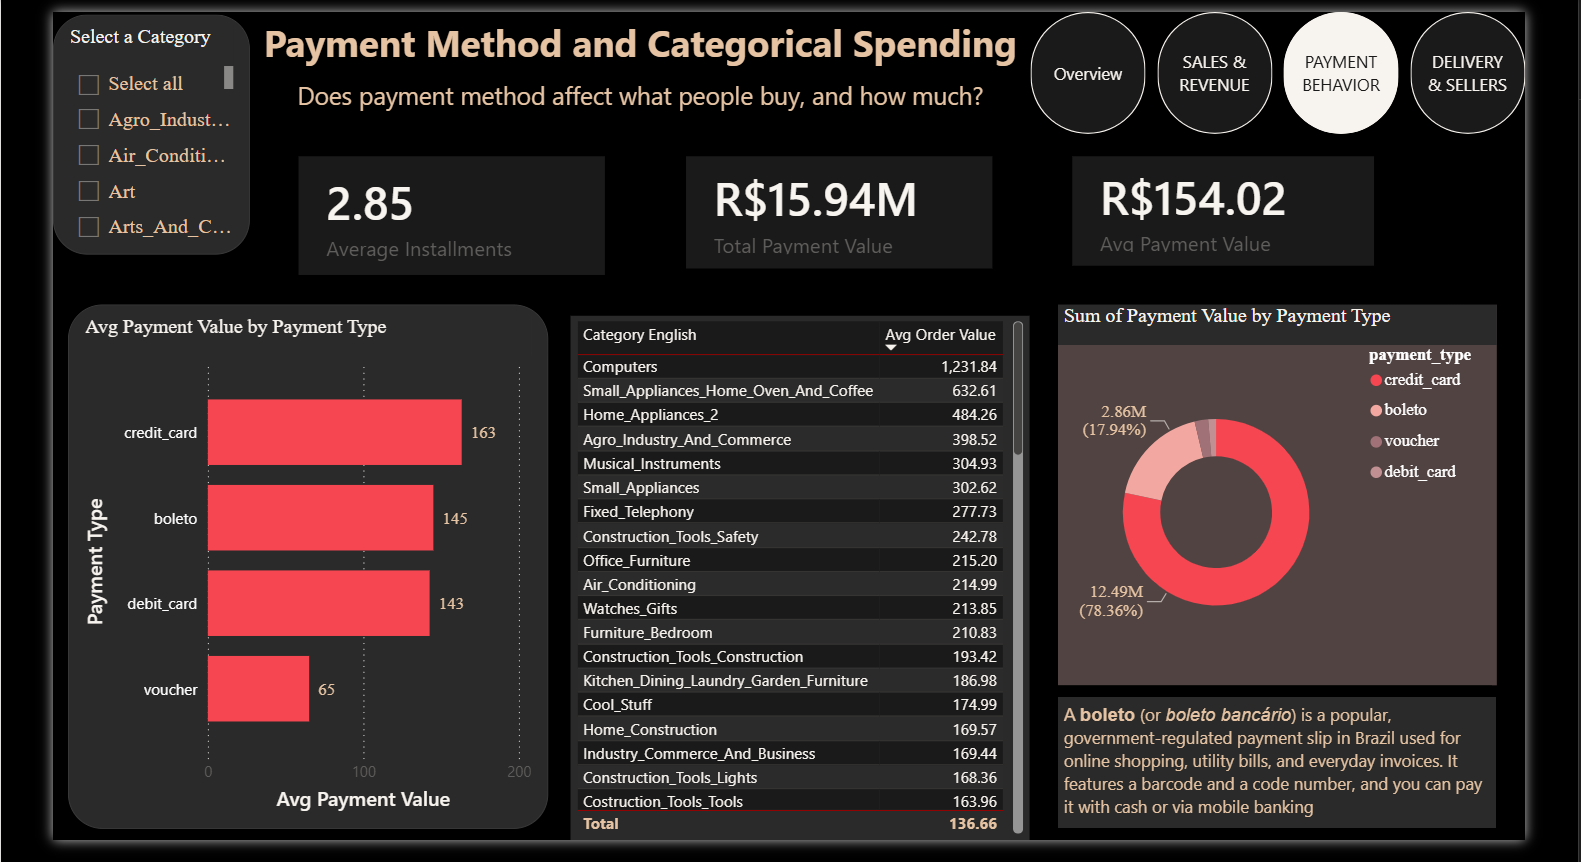 Select a Category
Select all
Agro_Indust...
Air_Conditi...
Art
Arts_And_C...
Payment Method and Categorical Spending
Does payment method affect what people buy, and how much?
Overview
SALES &
REVENUE
PAYMENT
BEHAVIOR
DELIVERY
& SELLERS
2.85
Average Installments
R$15.94M
Total Payment Value
R$154.02
Avg Payment Value
Avg Payment Value by Payment Type
Payment Type
credit_card
163
boleto
145
debit_card
143
voucher
65
0
100
200
Avg Payment Value
Category English Avg Order Value
Computers 1,231.84
Small_Appliances_Home_Oven_And_Coffee 632.61
Home_Appliances_2 484.26
Agro_Industry_And_Commerce 398.52
Musical_Instruments 304.93
Small_Appliances 302.62
Fixed_Telephony 277.73
Construction_Tools_Safety 242.78
Office_Furniture 215.20
Air_Conditioning 214.99
Watches_Gifts 213.85
Furniture_Bedroom 210.83
Construction_Tools_Construction 193.42
Kitchen_Dining_Laundry_Garden_Furniture 186.98
Cool_Stuff 174.99
Home_Construction 169.57
Industry_Commerce_And_Business 169.44
Construction_Tools_Lights 168.36
Costruction_Tools_Tools 163.96
Total 136.66
Sum of Payment Value by Payment Type
payment_type
credit_card
boleto
voucher
debit_card
2.86M
(17.94%)
12.49M
(78.36%)
A boleto (or boleto bancário) is a popular,
government-regulated payment slip in Brazil used for
online shopping, utility bills, and everyday invoices. It
features a barcode and a code number, and you can pay
it with cash or via mobile banking